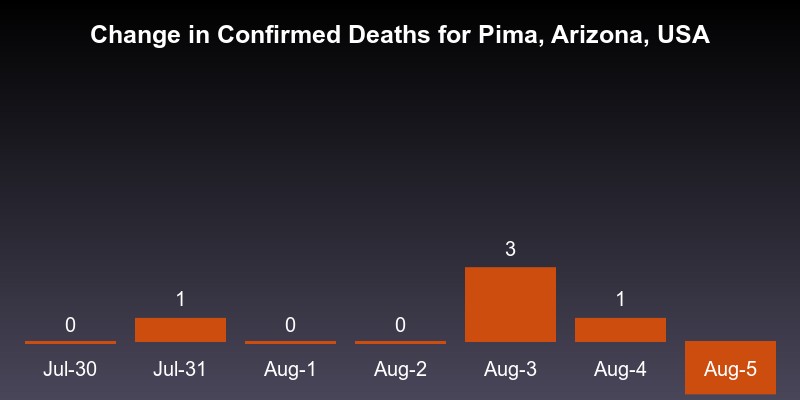 Change in Confirmed Deaths for Pima, Arizona, USA
0 1 0 0 3 1
Jul-30 Jul-31 Aug-1 Aug-2 Aug-3 Aug-4 Aug-5